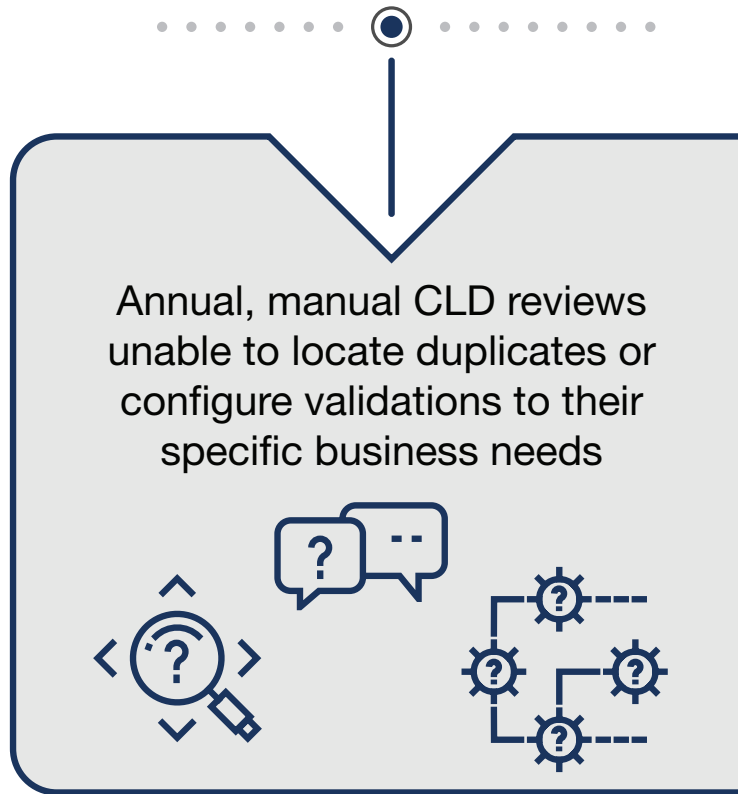 Annual, manual CLD reviews
unable to locate duplicates or
configure validations to their
specific business needs
?
?
?
?
?
?